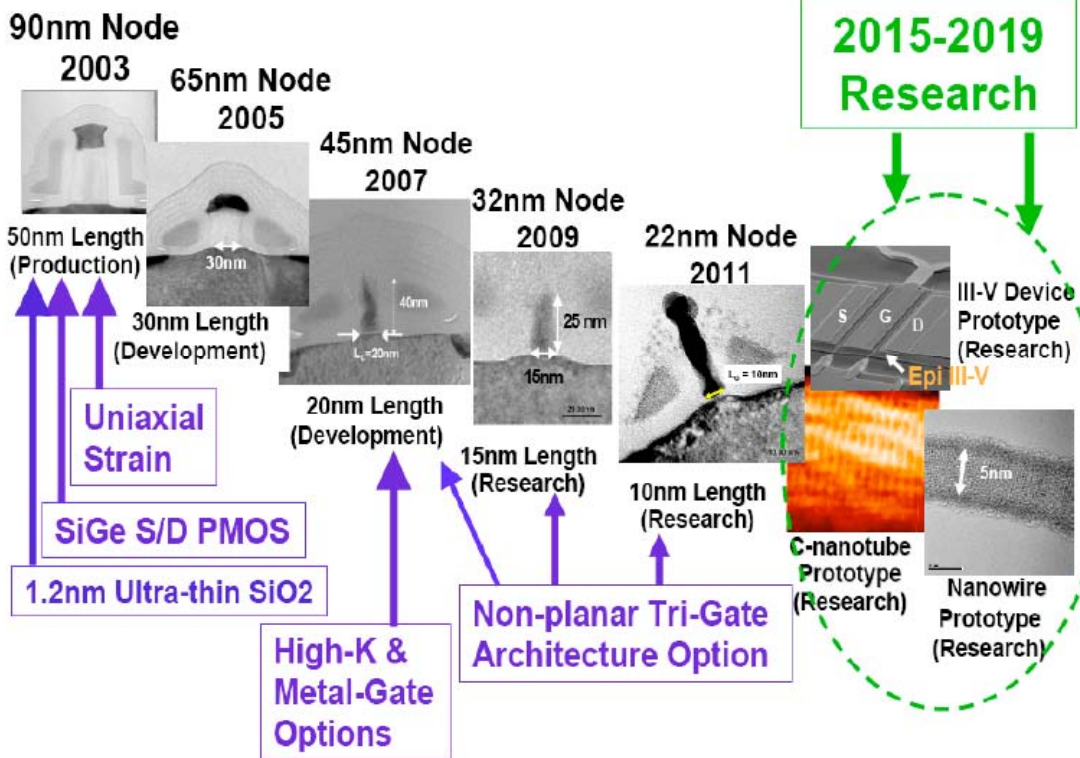 90nm Node
2003
65nm Node
2005
45nm Node
2007
32nm Node
2009
22nm Node
2011
2015-2019
Research
50nm Length
(Production)
30nm
30nm Length
(Development)
40nm
20nm Length
(Development)
25 nm
15nm
15nm Length
(Research)
= 10nm
10nm Length
(Research)
S G D
III-V Device
Prototype
(Research)
Epi III-V
C-nanotube
Prototype
(Research)
5nm
Nanowire
Prototype
(Research)
Uniaxial
Strain
SiGe S/D PMOS
1.2nm Ultra-thin SiO2
High-K &
Metal-Gate
Options
Non-planar Tri-Gate
Architecture Option